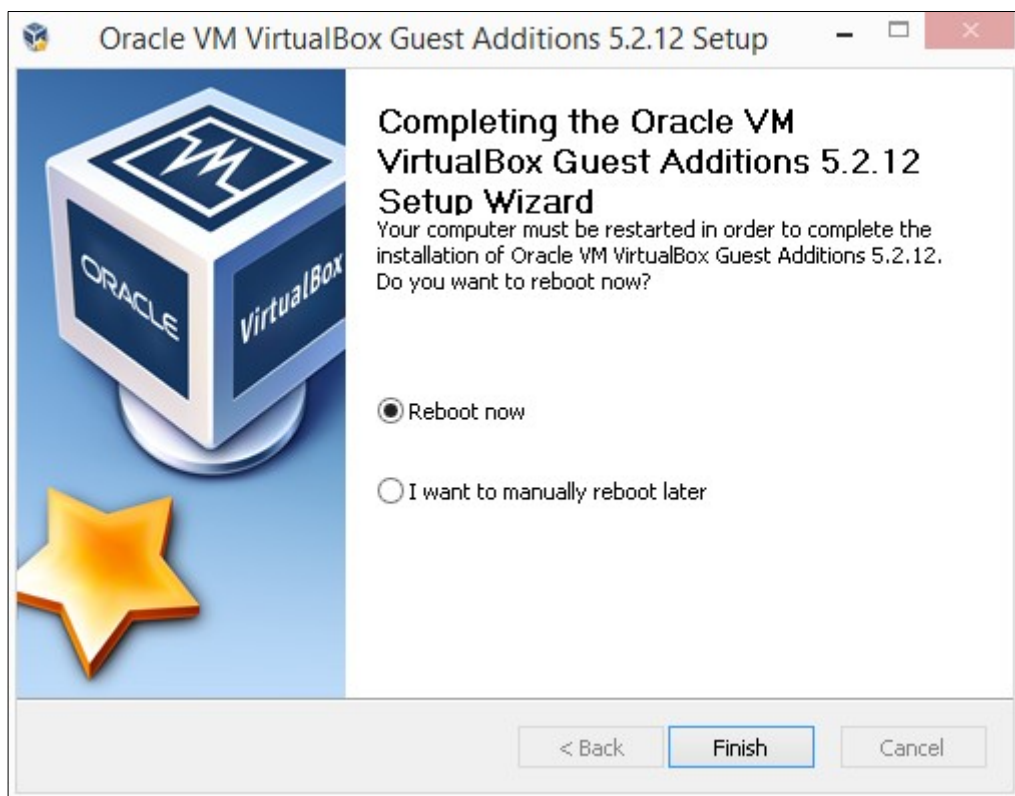 Oracle VM VirtualBox Guest Additions 5.2.12 Setup
Completing the Oracle VM
VirtualBox Guest Additions 5.2.12
Setup Wizard
Your computer must be restarted in order to complete the
installation of Oracle VM VirtualBox Guest Additions 5.2.12.
Do you want to reboot now?
ORACLE
VirtualBox
Reboot now
I want to manually reboot later
< Back
Finish
Cancel